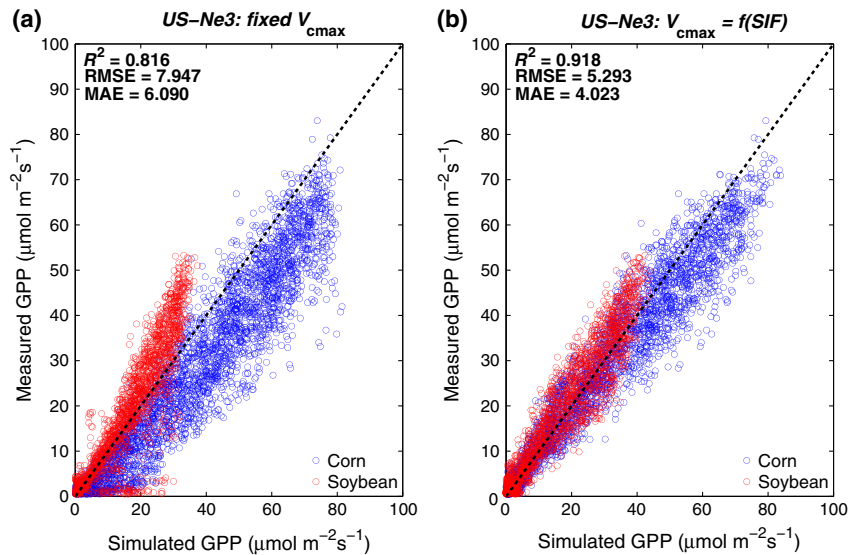 (a)
US−Ne3: fixed Vcmax
R² = 0.816
RMSE = 7.947
MAE = 6.090
100
90
80
70
60
50
40
30
20
10
0
0 20 40 60 80 100
Measured GPP (μmol m⁻²s⁻¹)
Simulated GPP (μmol m⁻²s⁻¹)
Corn
Soybean
(b)
US−Ne3: Vcmax = f(SIF)
R² = 0.918
RMSE = 5.293
MAE = 4.023
100
90
80
70
60
50
40
30
20
10
0
0 20 40 60 80 100
Measured GPP (μmol m⁻²s⁻¹)
Simulated GPP (μmol m⁻²s⁻¹)
Corn
Soybean